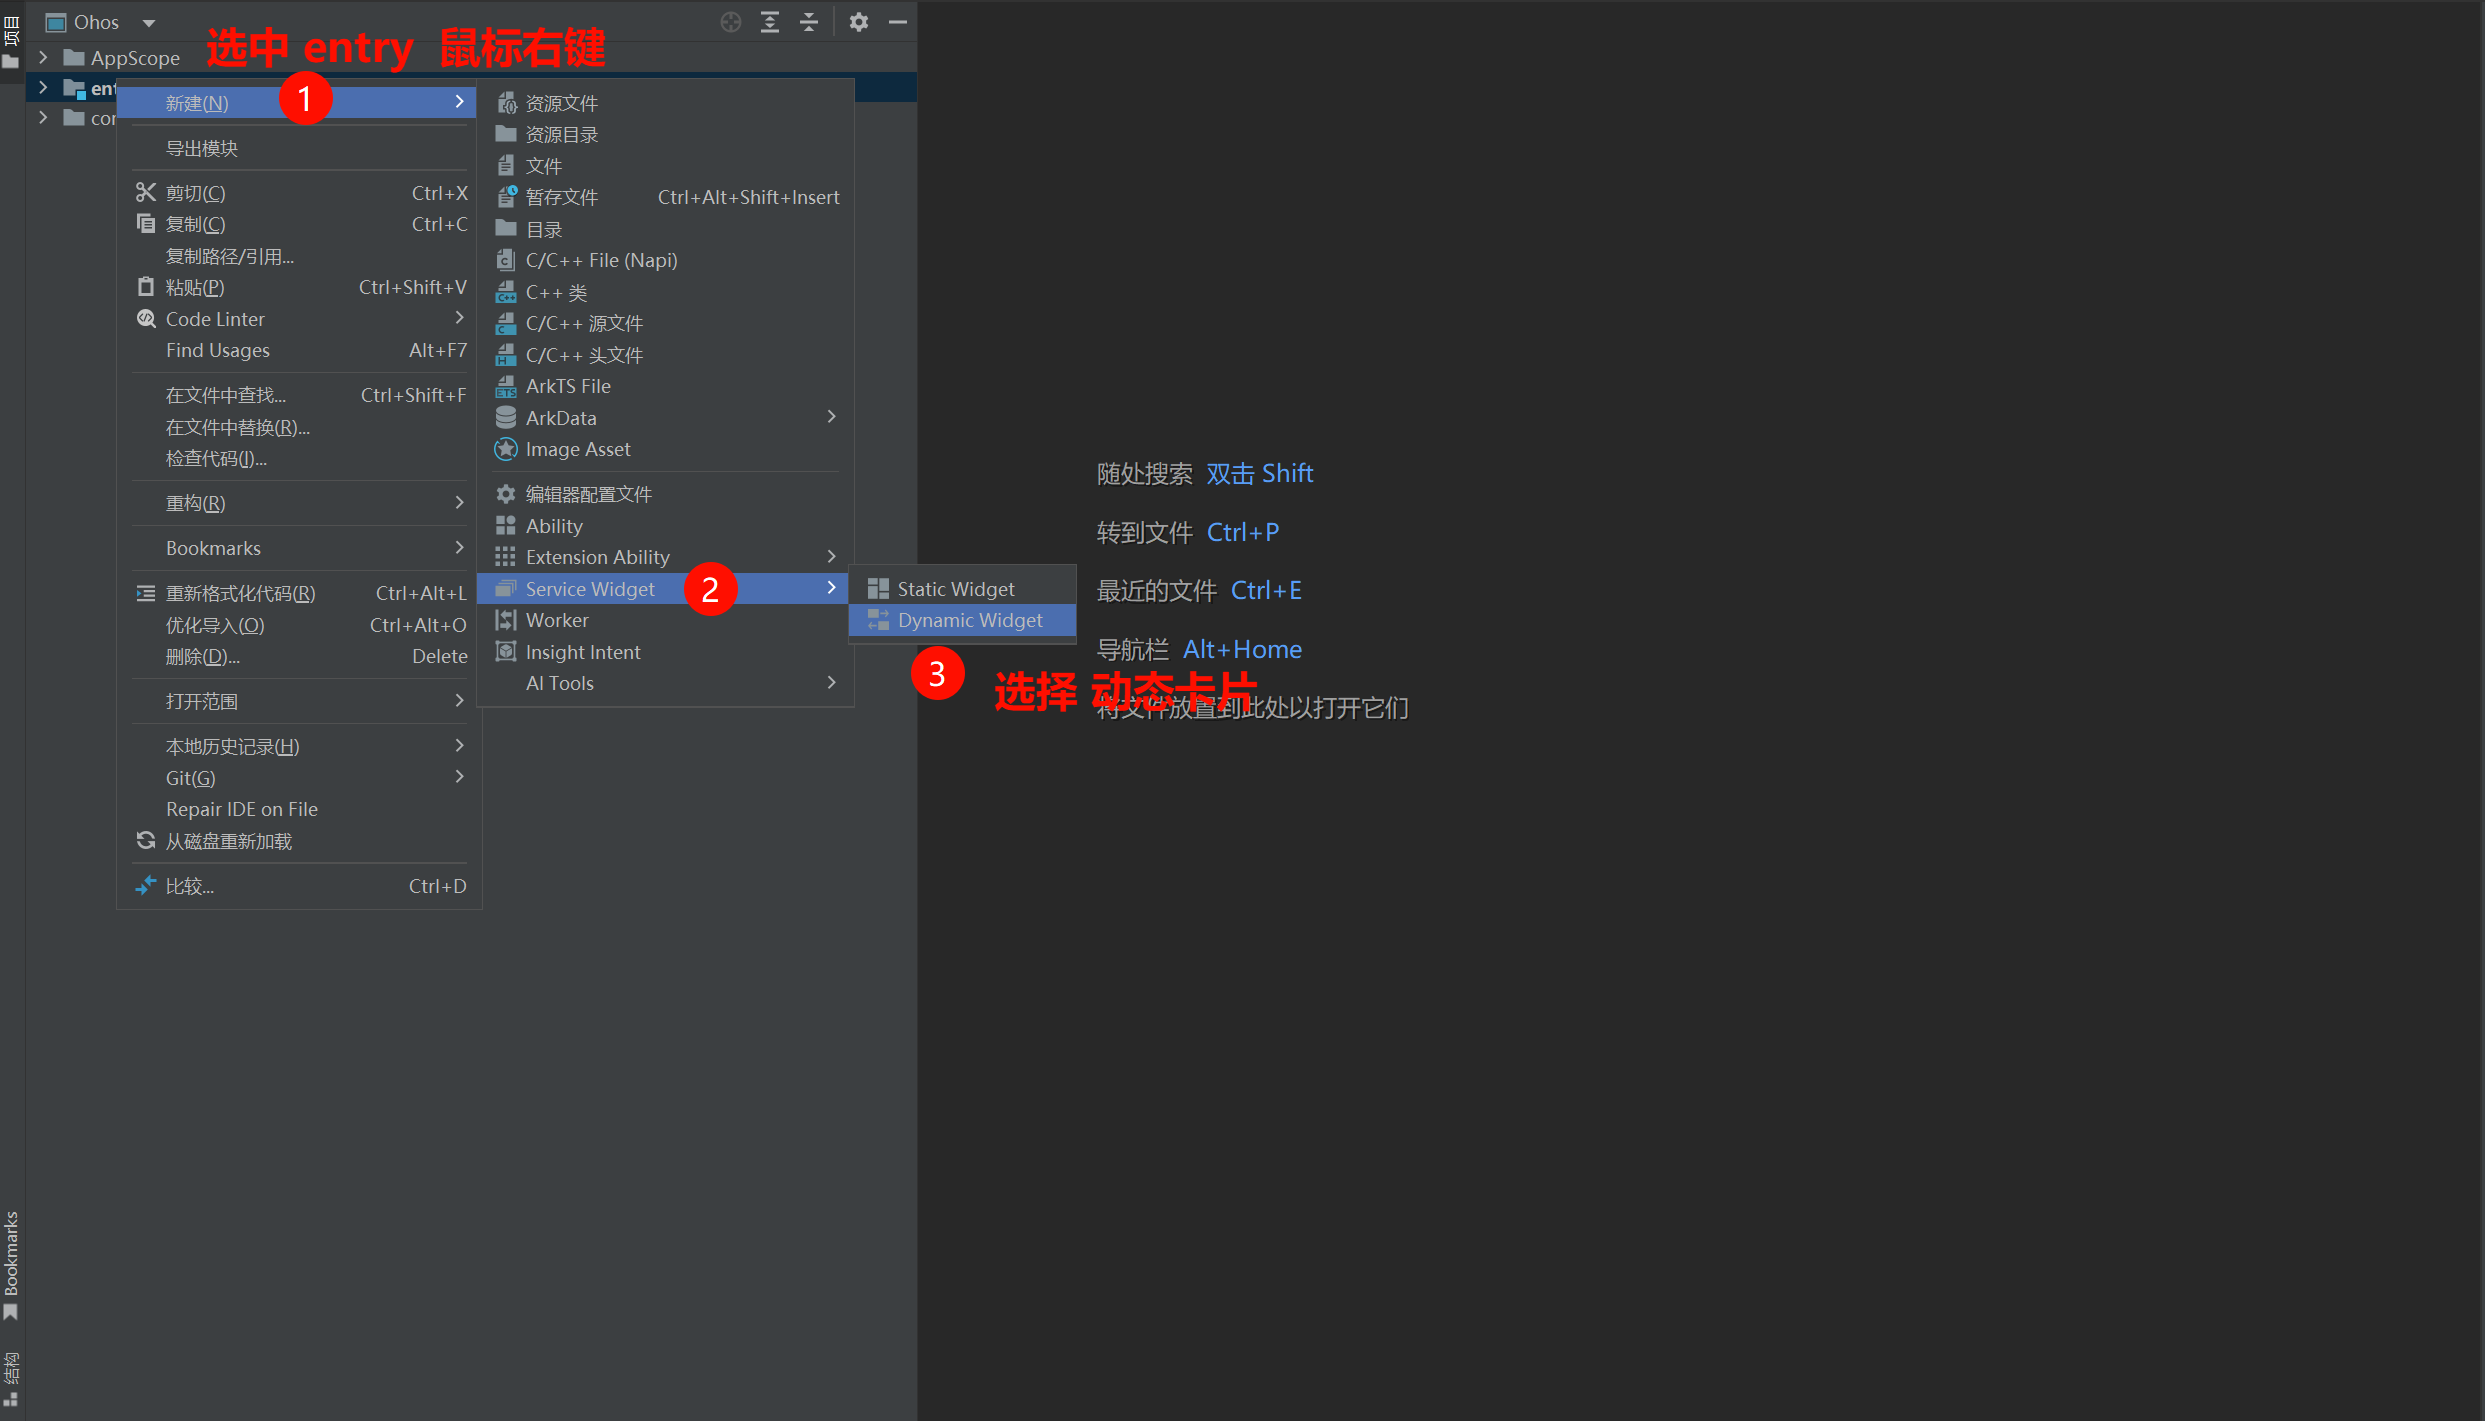 项目
Ohos
选中 entry 鼠标右键
AppScope
ent
cor
新建(N)
1
导出模块
剪切(C) Ctrl+X
复制(C) Ctrl+C
复制路径/引用...
粘贴(P) Ctrl+Shift+V
Code Linter
Find Usages Alt+F7
在文件中查找... Ctrl+Shift+F
在文件中替换(R)...
检查代码(I)...
重构(R)
Bookmarks
重新格式化代码(R) Ctrl+Alt+L
优化导入(O) Ctrl+Alt+O
删除(D)... Delete
打开范围
本地历史记录(H)
Git(G)
Repair IDE on File
从磁盘重新加载
比较... Ctrl+D
资源文件
资源目录
文件
暂存文件 Ctrl+Alt+Shift+Insert
目录
C/C++ File (Napi)
C++ 类
C/C++ 源文件
C/C++ 头文件
ArkTS File
ArkData
Image Asset
编辑器配置文件
Ability
Extension Ability
Service Widget
2
Worker
Insight Intent
AI Tools
Static Widget
Dynamic Widget
3
选择 动态卡片
随处搜索 双击 Shift
转到文件 Ctrl+P
最近的文件 Ctrl+E
导航栏 Alt+Home
将文件放置到此处以打开它们
Bookmarks
结构